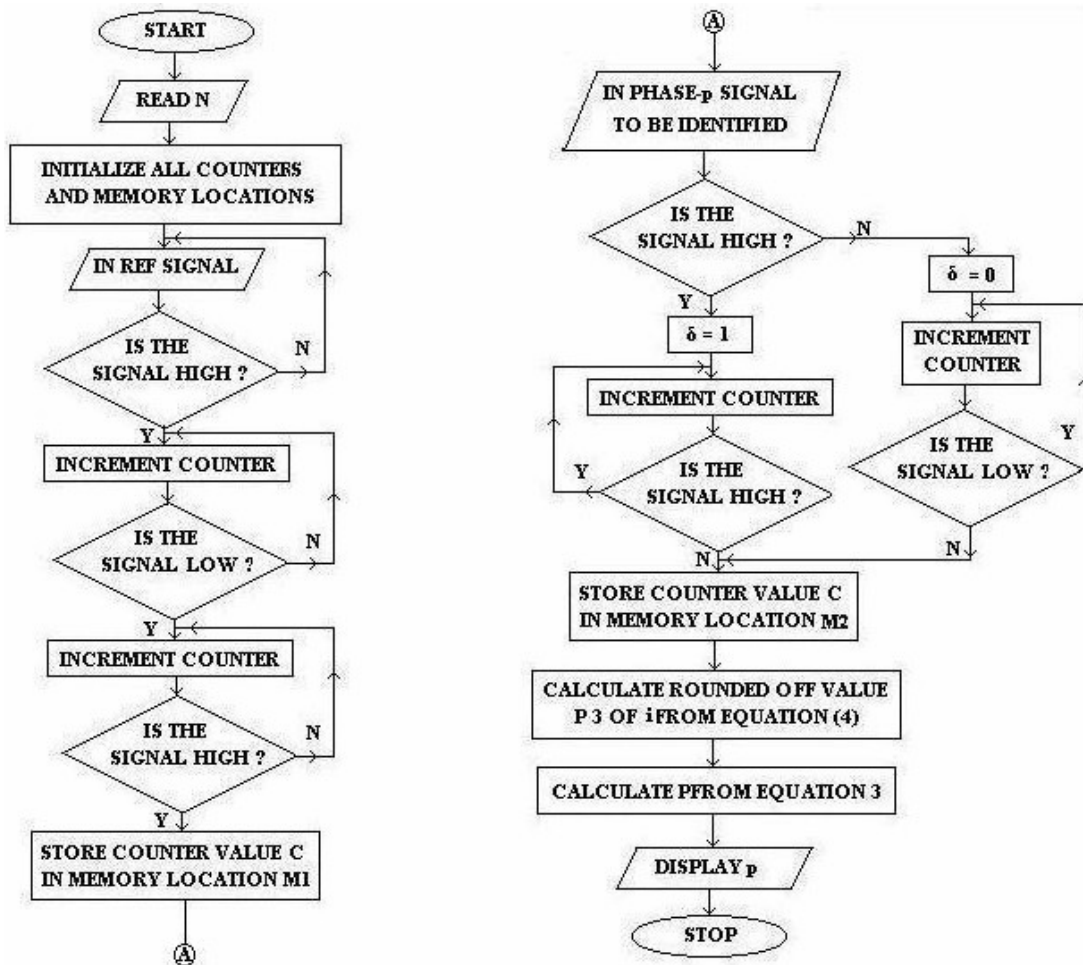 START
READ N
INITIALIZE ALL COUNTERS
AND MEMORY LOCATIONS
IN REF SIGNAL
IS THE
SIGNAL HIGH ?
N
Y
INCREMENT COUNTER
IS THE
SIGNAL LOW ?
N
Y
INCREMENT COUNTER
IS THE
SIGNAL HIGH ?
N
Y
STORE COUNTER VALUE C
IN MEMORY LOCATION M1
A
A
IN PHASE-p SIGNAL
TO BE IDENTIFIED
IS THE
SIGNAL HIGH ?
N
Y
δ = 1
INCREMENT COUNTER
IS THE
SIGNAL HIGH ?
Y
N
δ = 0
INCREMENT
COUNTER
IS THE
SIGNAL LOW ?
Y
N
STORE COUNTER VALUE C
IN MEMORY LOCATION M2
CALCULATE ROUNDED OFF VALUE
P 3 OF i FROM EQUATION (4)
CALCULATE PFROM EQUATION 3
DISPLAY p
STOP